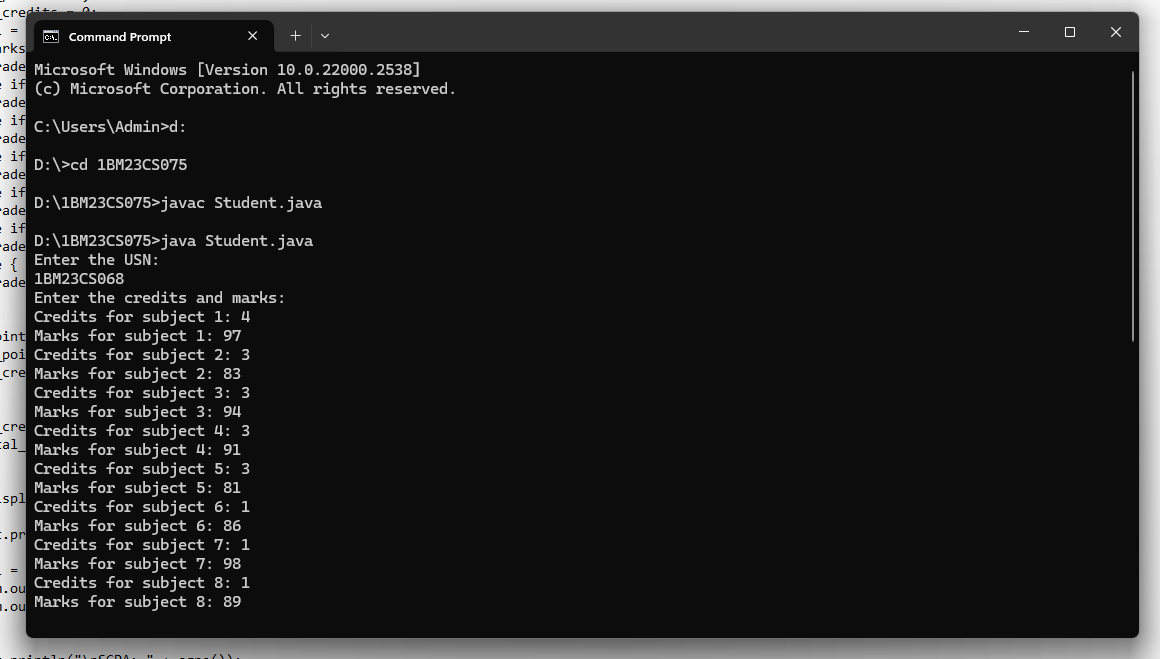 _credits = 0;
Command Prompt
Microsoft Windows [Version 10.0.22000.2538]
(c) Microsoft Corporation. All rights reserved.
C:\Users\Admin>d:
D:\>cd 1BM23CS075
D:\1BM23CS075>javac Student.java
D:\1BM23CS075>java Student.java
Enter the USN:
1BM23CS068
Enter the credits and marks:
Credits for subject 1: 4
Marks for subject 1: 97
Credits for subject 2: 3
Marks for subject 2: 83
Credits for subject 3: 3
Marks for subject 3: 94
Credits for subject 4: 3
Marks for subject 4: 91
Credits for subject 5: 3
Marks for subject 5: 81
Credits for subject 6: 1
Marks for subject 6: 86
Credits for subject 7: 1
Marks for subject 7: 98
Credits for subject 8: 1
Marks for subject 8: 89